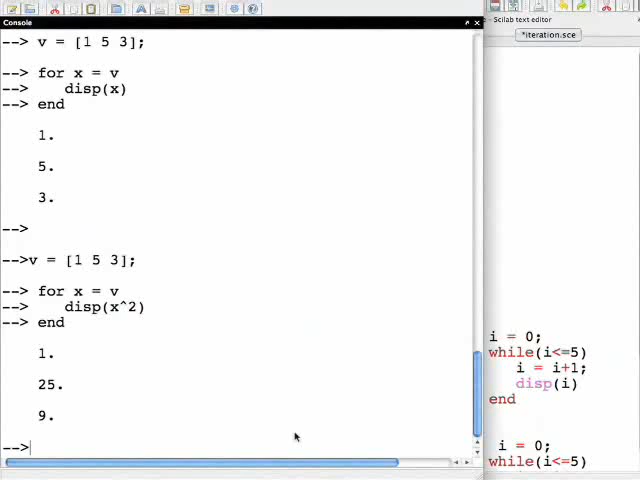 Console
--> v = [1 5 3];
--> for x = v
--> disp(x)
--> end
1.
5.
3.
-->
-->v = [1 5 3];
--> for x = v
--> disp(x^2)
--> end
1.
25.
9.
-->
- Scilab text editor
*iteration.sce
i = 0;
while(i<=5)
i = i+1;
disp(i)
end
i = 0;
while(i<=5)